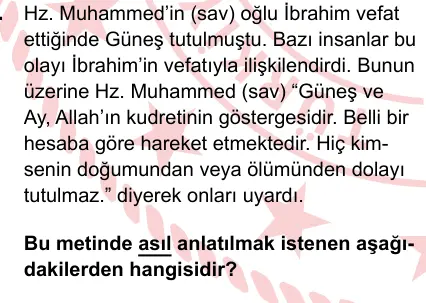 . Hz. Muhammed’in (sav) oğlu İbrahim vefat
ettiğinde Güneş tutulmuştu. Bazı insanlar bu
olayı İbrahim’in vefatıyla ilişkilendirdi. Bunun
üzerine Hz. Muhammed (sav) “Güneş ve
Ay, Allah’ın kudretinin göstergesidir. Belli bir
hesaba göre hareket etmektedir. Hiç kim-
senin doğumundan veya ölümünden dolayı
tutulmaz.” diyerek onları uyardı.
Bu metinde asıl anlatılmak istenen aşağı-
dakilerden hangisidir?